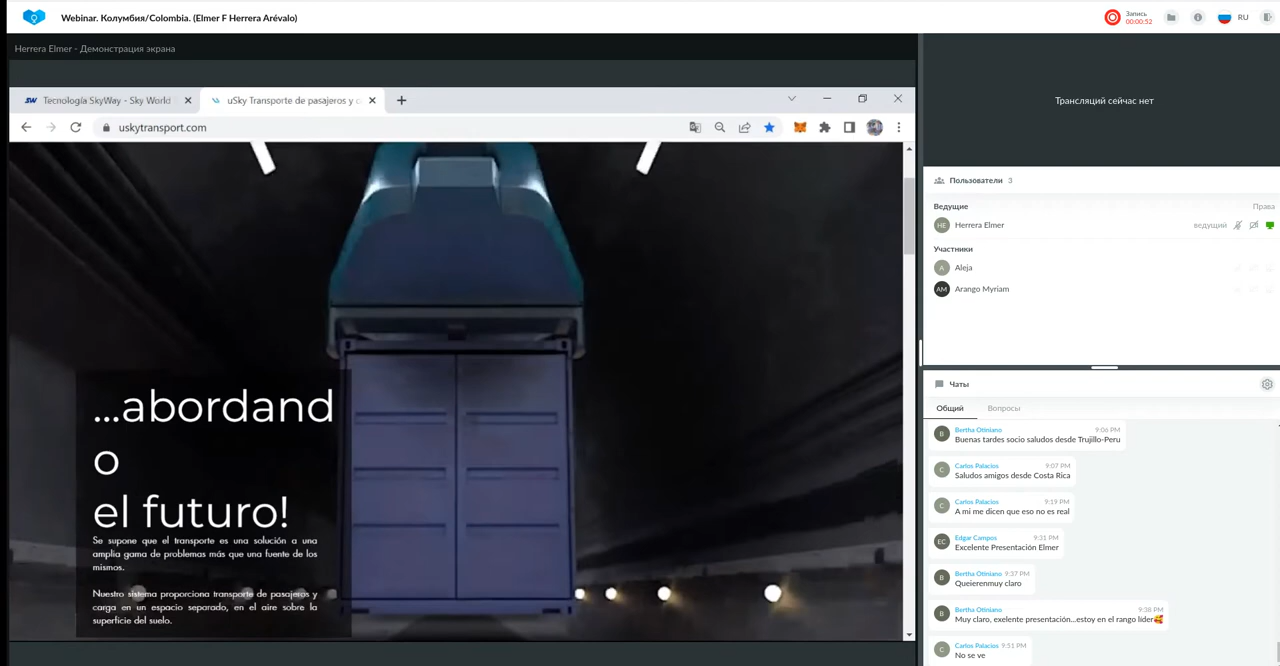 Webinar. Колумбия/Colombia. (Elmer F Herrera Arévalo)
Запись
00:00:52
RU
Herrera Elmer - Демонстрация экрана
SW Tecnología SkyWay - Sky World
uSky Transporte de pasajeros y c
uskytransport.com
...abordand
o
el futuro!
Se supone que el transporte es una solución a una
amplia gama de problemas más que una fuente de los
mismos.
Nuestro sistema proporciona transporte de pasajeros y
carga en un espacio separado, en el aire sobre la
superficie del suelo.
Трансляций сейчас нет
Пользователи 3
Ведущие Права
HE Herrera Elmer ведущий
Участники
A Aleja
AM Arango Myriam
Чаты
Общий Вопросы
B Bertha Otiniano 9:06 PM
Buenas tardes socio saludos desde Trujillo-Peru
C Carlos Palacios 9:07 PM
Saludos amigos desde Costa Rica
C Carlos Palacios 9:19 PM
A mi me dicen que eso no es real
EC Edgar Campos 9:31 PM
Excelente Presentación Elmer
B Bertha Otiniano 9:37 PM
Queierenmuy claro
B Bertha Otiniano 9:38 PM
Muy claro, exelente presentación...estoy en el rango lider🥰
C Carlos Palacios 9:51 PM
No se ve